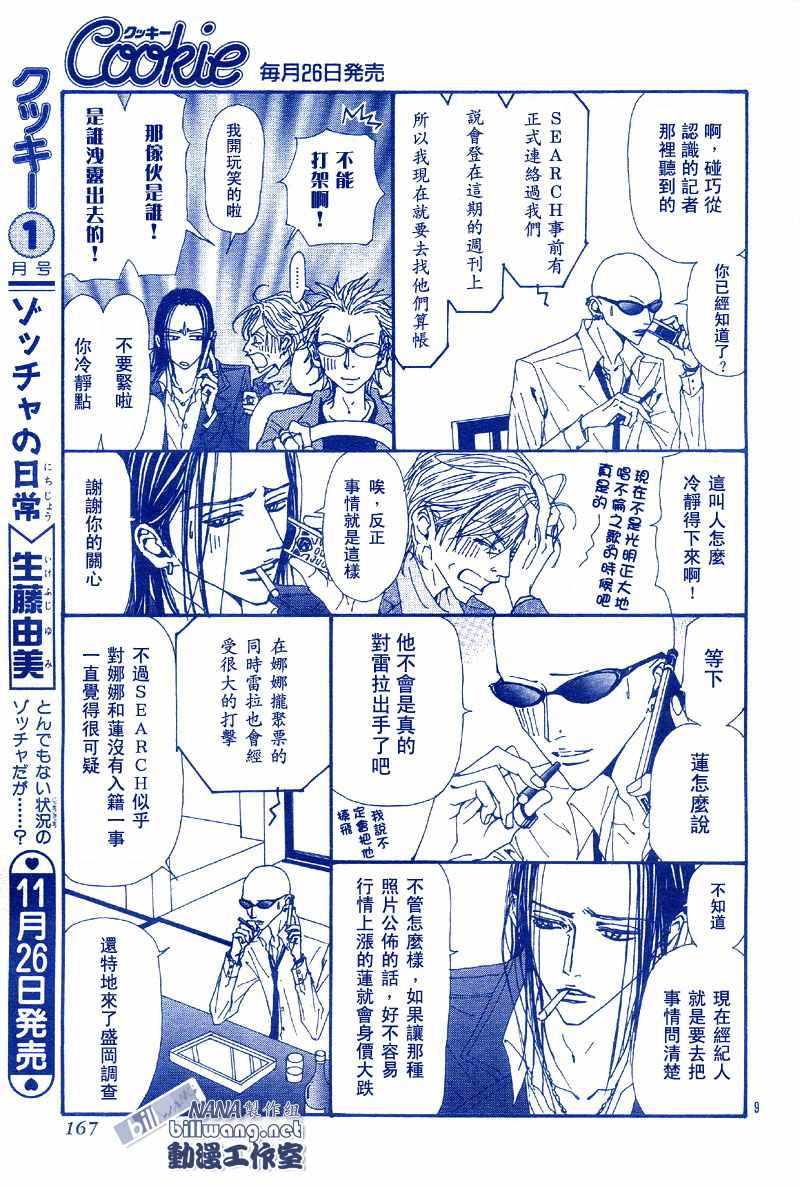 クッキー
Cookie
毎月26日発売
クッキー1月号
ゾッチャの日常
にちじょう
生藤由美
いけふじゆみ
とんでもない状況の
ゾッチャだが……?
11月26日発売
啊,碰巧從
認識的記者
那裡聽到的
你已經知道了?
SEARCH事前有
正式連絡過我們
說會登在這期的週刊上
所以我現在就要去找他們算帳
不能
打架啊!
我開玩笑的啦
那傢伙是誰!
是誰洩露出去的!
……
不要緊啦
你冷靜點
這叫人怎麼
冷靜得下來啊!
現在不是光明正大地
唱不倫之歌的時候吧
真是的~
唉,反正
事情就是這樣
謝謝你的關心
等下
蓮怎麼說
他不會是真的
對雷拉出手了吧
我說不
定會把他
揍飛
在娜娜攏聚票的
同時雷拉也會經
受很大的打擊
不過SEARCH似乎
對娜娜和蓮沒有入籍一事
一直覺得很可疑
還特地來了盛岡調查
不知道
現在經紀人
就是要去把
事情問清楚
不管怎麼樣,如果讓那種
照片公佈的話,好不容易
行情上漲的蓮就會身價大跌
9
167
NANA製作組
billwang.net
動漫工作室